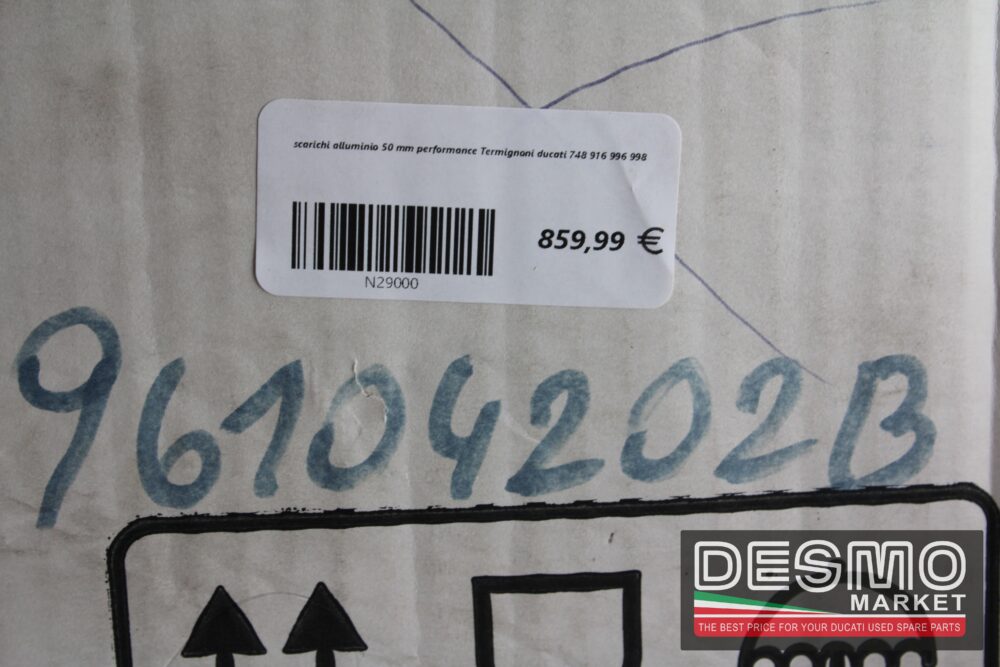 scarichi alluminio 50 mm performance Termignoni ducati 748 916 996 998
859,99 €
N29000
96104202B
DESMO
MARKET
THE BEST PRICE FOR YOUR DUCATI USED SPARE PARTS